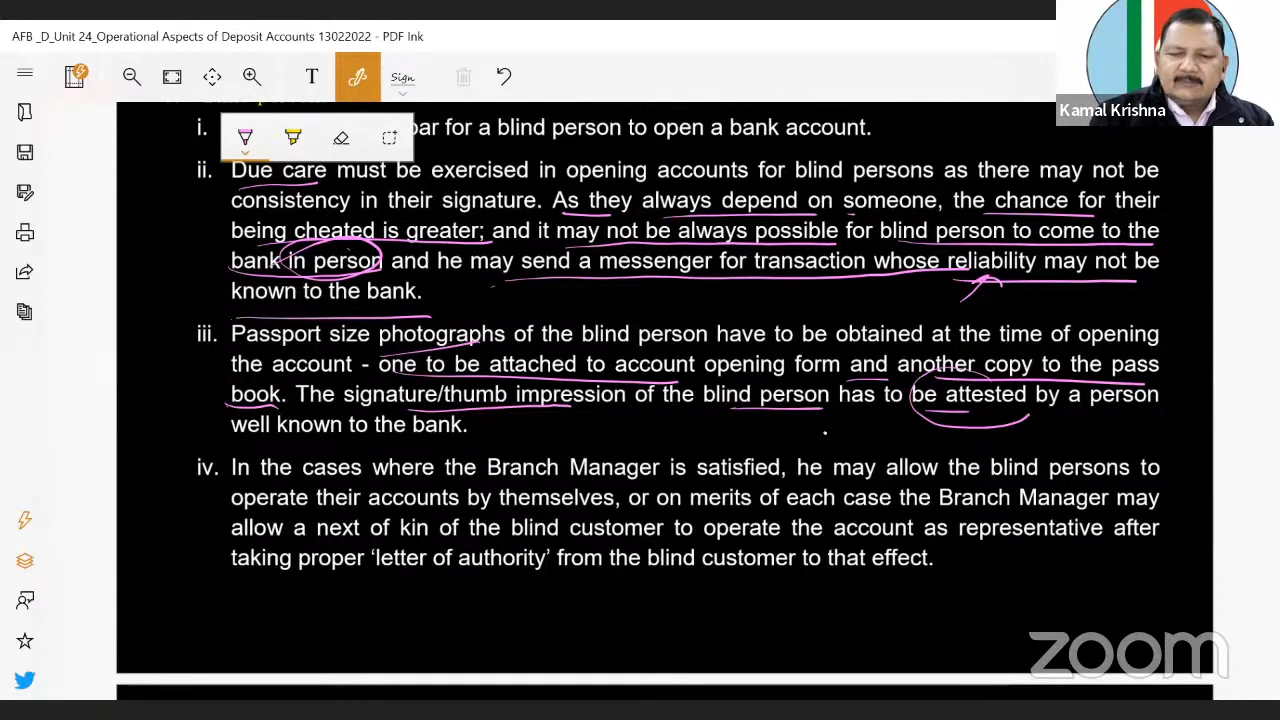 AFB _D_Unit 24_Operational Aspects of Deposit Accounts 13022022 - PDF Ink
T
Sign
Kamal Krishna
i. bar for a blind person to open a bank account.
ii. Due care must be exercised in opening accounts for blind persons as there may not be
consistency in their signature. As they always depend on someone, the chance for their
being cheated is greater; and it may not be always possible for blind person to come to the
bank in person and he may send a messenger for transaction whose reliability may not be
known to the bank.
iii. Passport size photographs of the blind person have to be obtained at the time of opening
the account - one to be attached to account opening form and another copy to the pass
book. The signature/thumb impression of the blind person has to be attested by a person
well known to the bank.
iv. In the cases where the Branch Manager is satisfied, he may allow the blind persons to
operate their accounts by themselves, or on merits of each case the Branch Manager may
allow a next of kin of the blind customer to operate the account as representative after
taking proper ‘letter of authority’ from the blind customer to that effect.
zoom